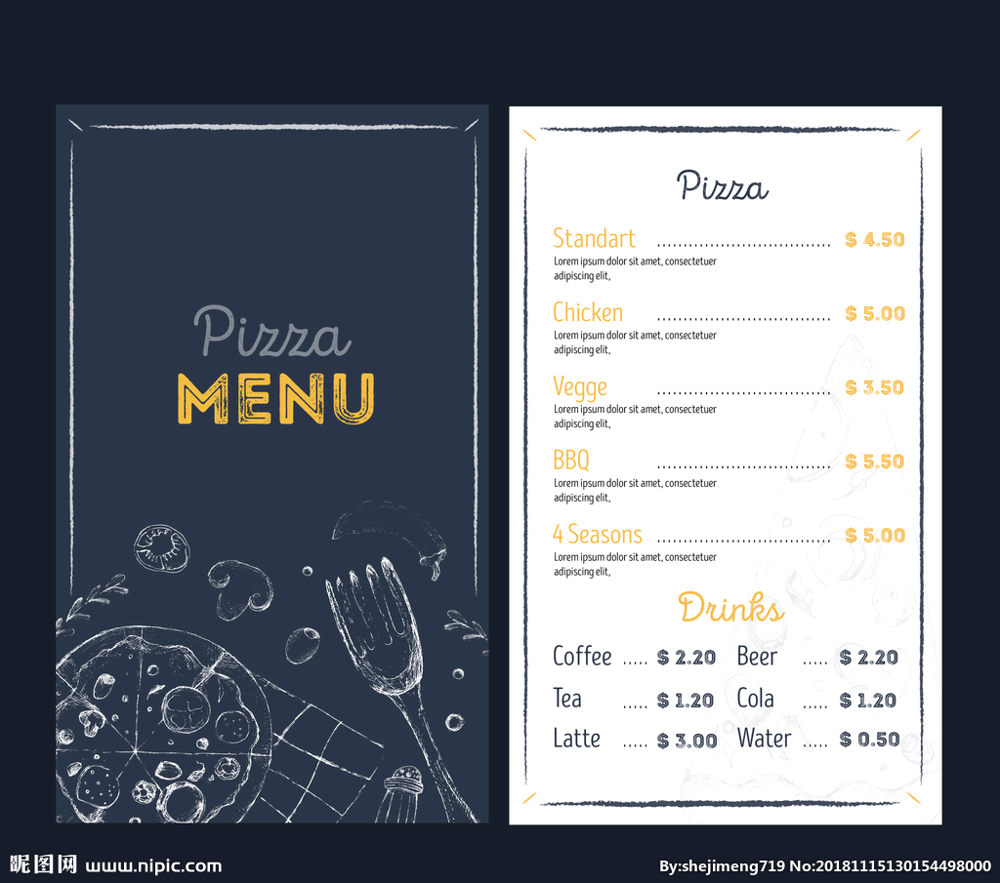 Pizza
MENU
Pizza
Standart ................................. $ 4.50
Lorem ipsum dolor sit amet, consectetuer
adipiscing elit,
Chicken ................................. $ 5.00
Lorem ipsum dolor sit amet, consectetuer
adipiscing elit,
Vegge ................................. $ 3.50
Lorem ipsum dolor sit amet, consectetuer
adipiscing elit,
BBQ ................................. $ 5.50
Lorem ipsum dolor sit amet, consectetuer
adipiscing elit,
4 Seasons ................................. $ 5.00
Lorem ipsum dolor sit amet, consectetuer
adipiscing elit,
Drinks
Coffee ..... $ 2.20 Beer ..... $ 2.20
Tea ..... $ 1.20 Cola ..... $ 1.20
Latte ..... $ 3.00 Water ..... $ 0.50
昵图网 www.nipic.com
By:shejimeng719 No:20181115130154498000